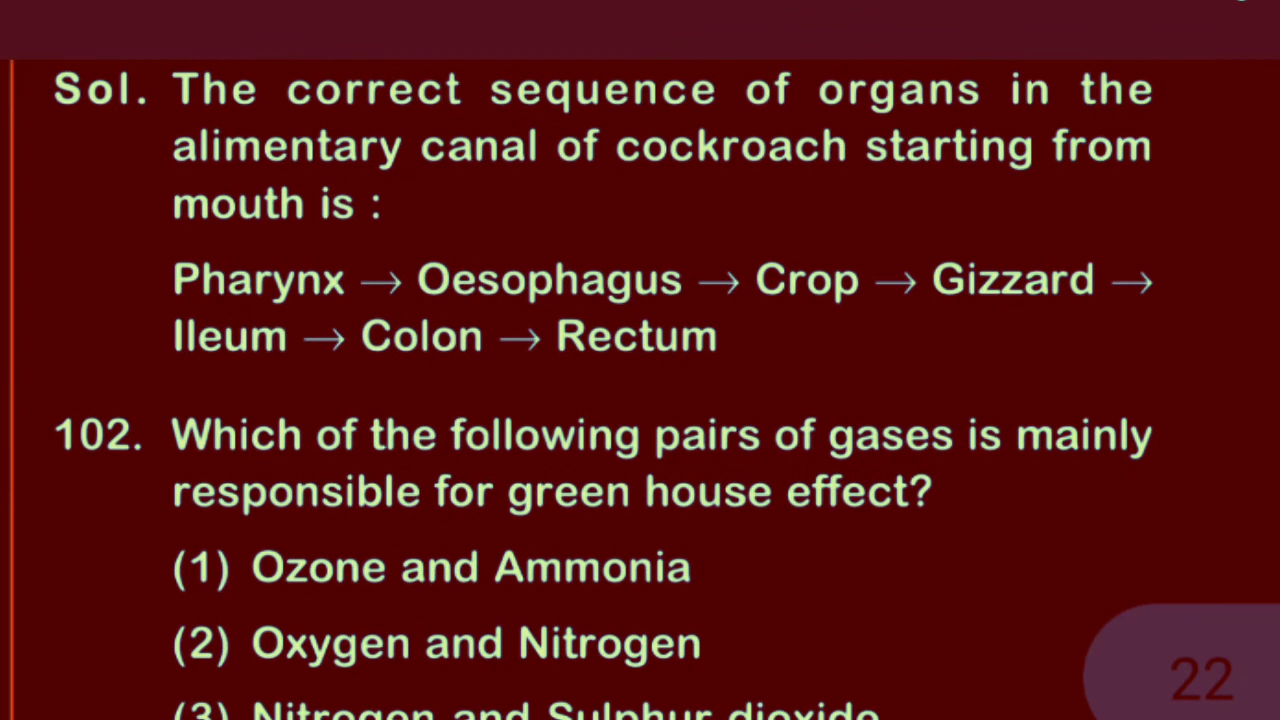 Sol. The correct sequence of organs in the
alimentary canal of cockroach starting from
mouth is :
Pharynx → Oesophagus → Crop → Gizzard →
Ileum → Colon → Rectum
102. Which of the following pairs of gases is mainly
responsible for green house effect?
(1) Ozone and Ammonia
(2) Oxygen and Nitrogen
(3) Nitrogen and Sulphur dioxide
22